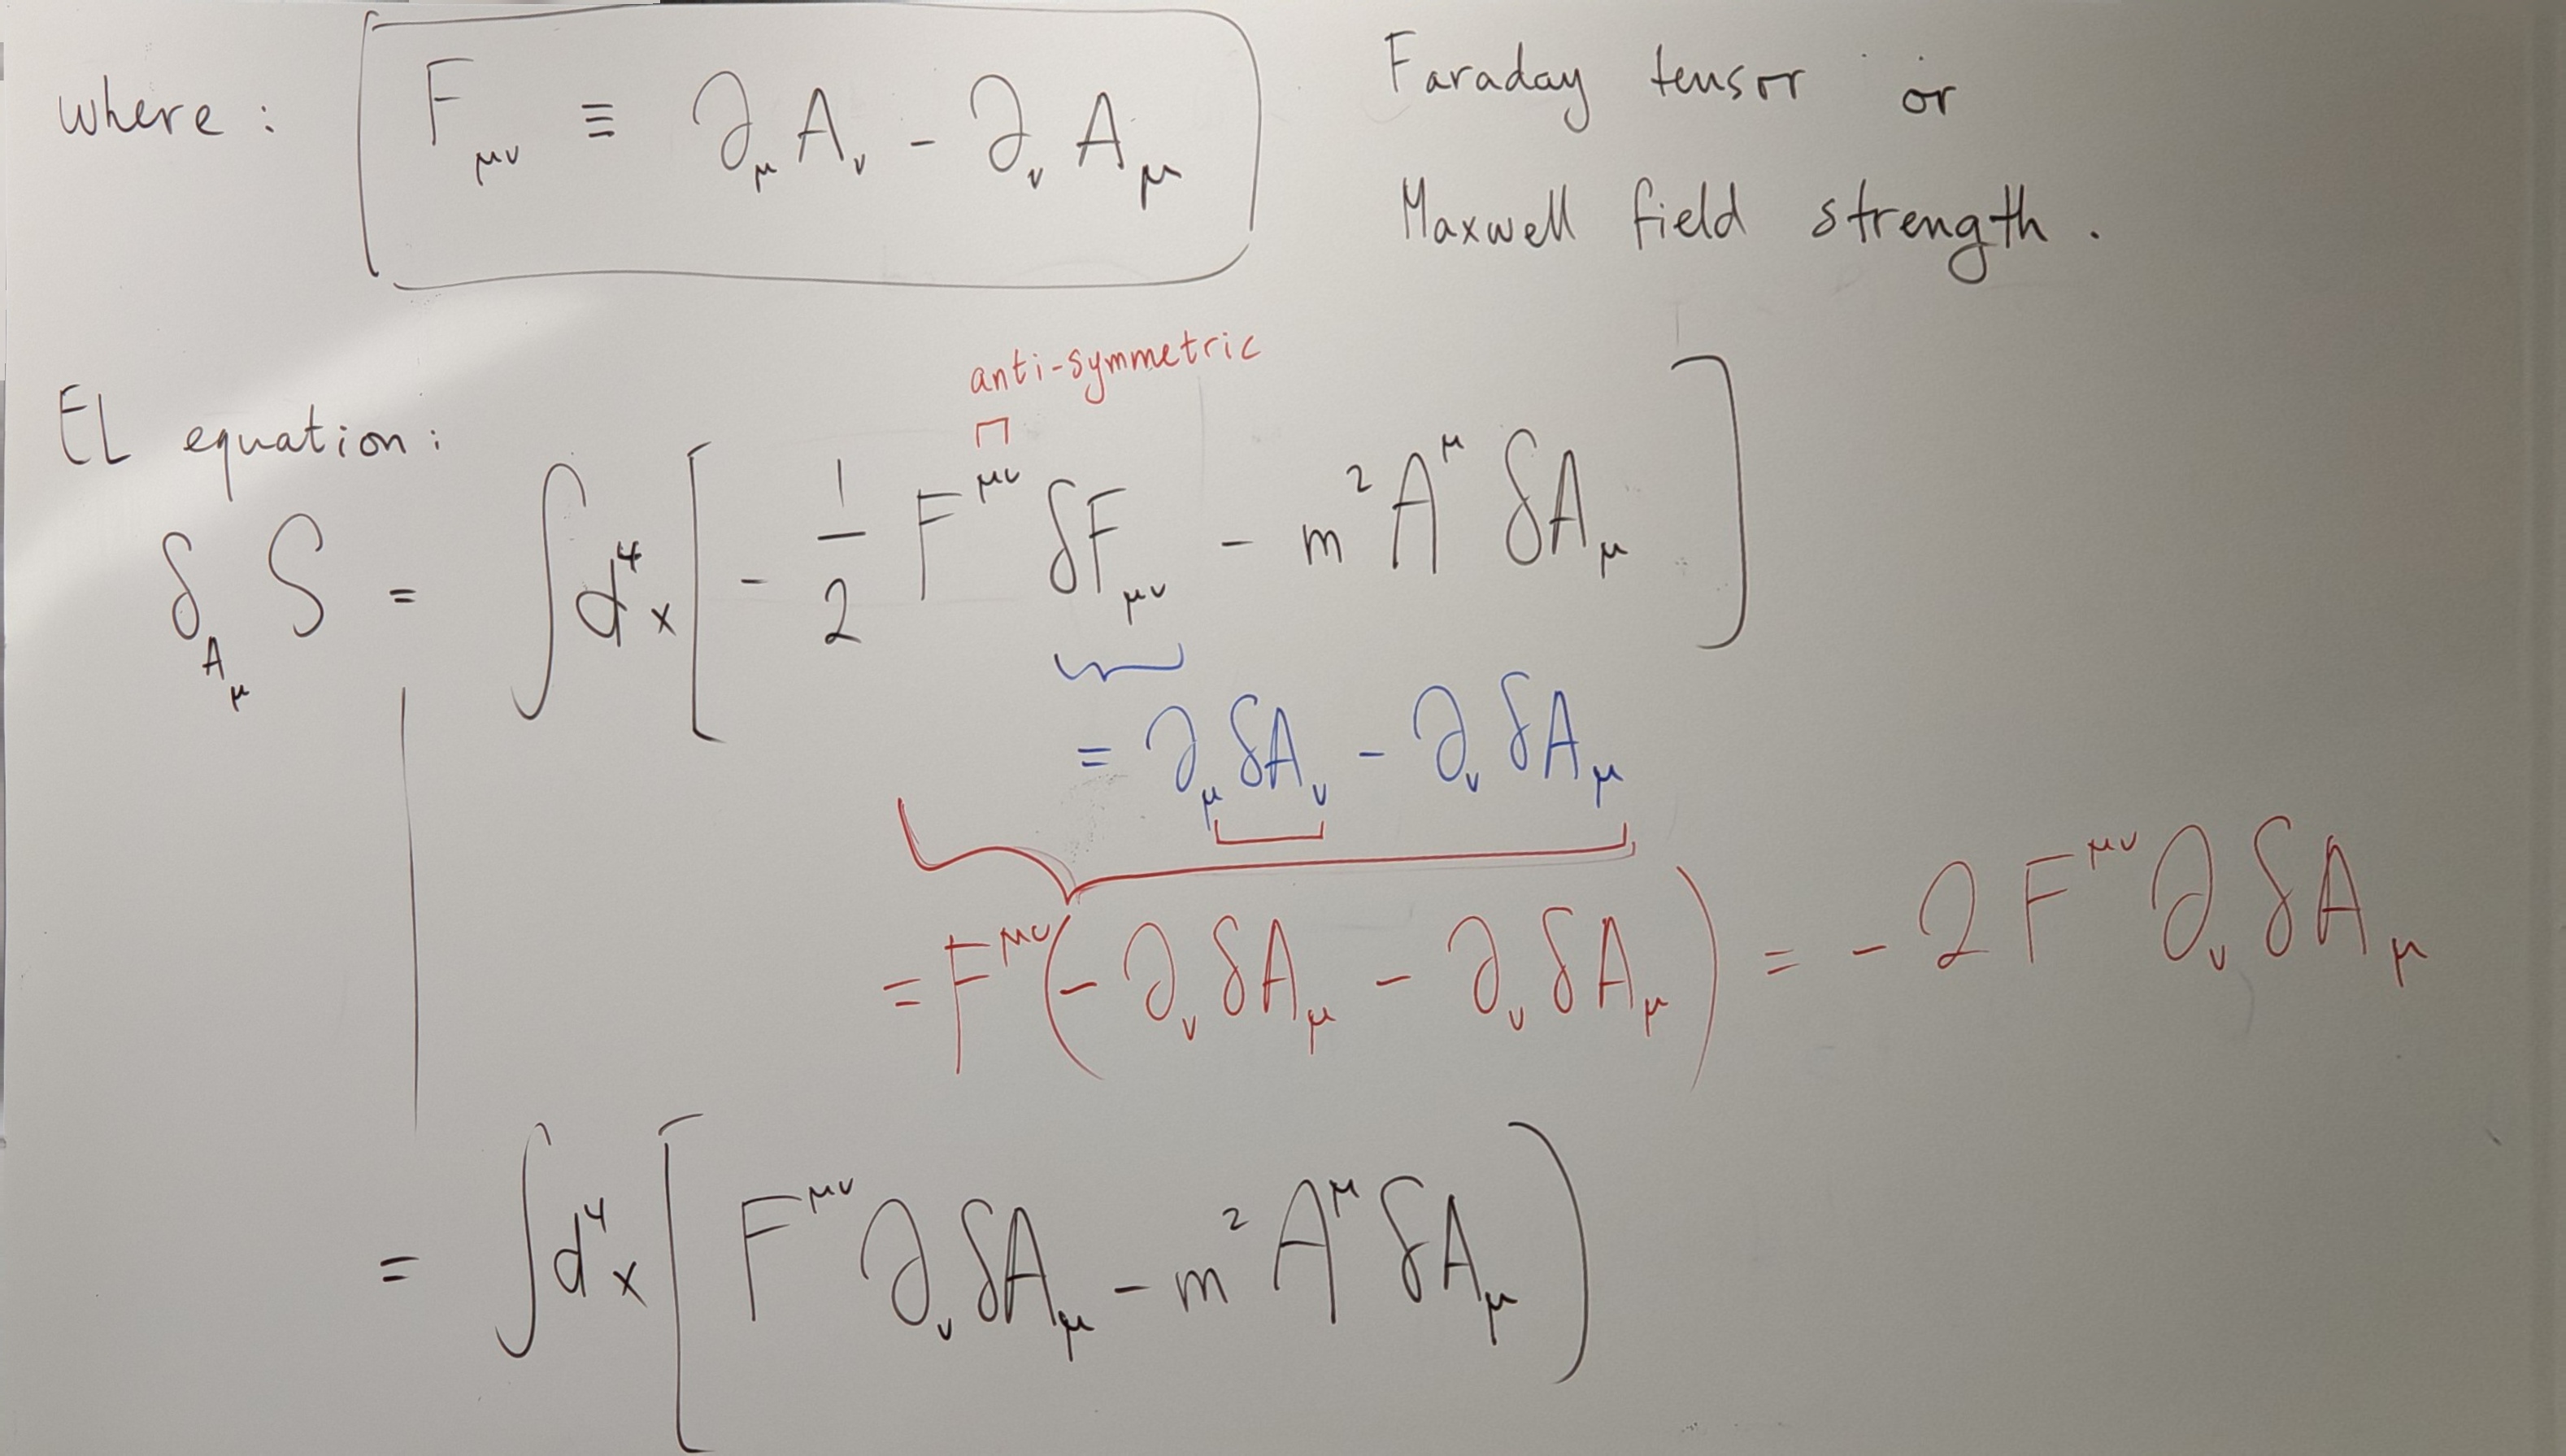 where : F_μν ≡ ∂_μ A_ν - ∂_ν A_μ Faraday tensor or
Maxwell field strength .
anti-symmetric
EL equation :
δ_{A_μ} S = ∫ d⁴x [ - 1/2 F^{μν} δF_{μν} - m² A^μ δA_μ ]
= ∂_μ δA_ν - ∂_ν δA_μ
= F^{μν} ( - ∂_ν δA_μ - ∂_ν δA_μ ) = - 2 F^{μν} ∂_ν δA_μ
= ∫ d⁴x [ F^{μν} ∂_ν δA_μ - m² A^μ δA_μ )